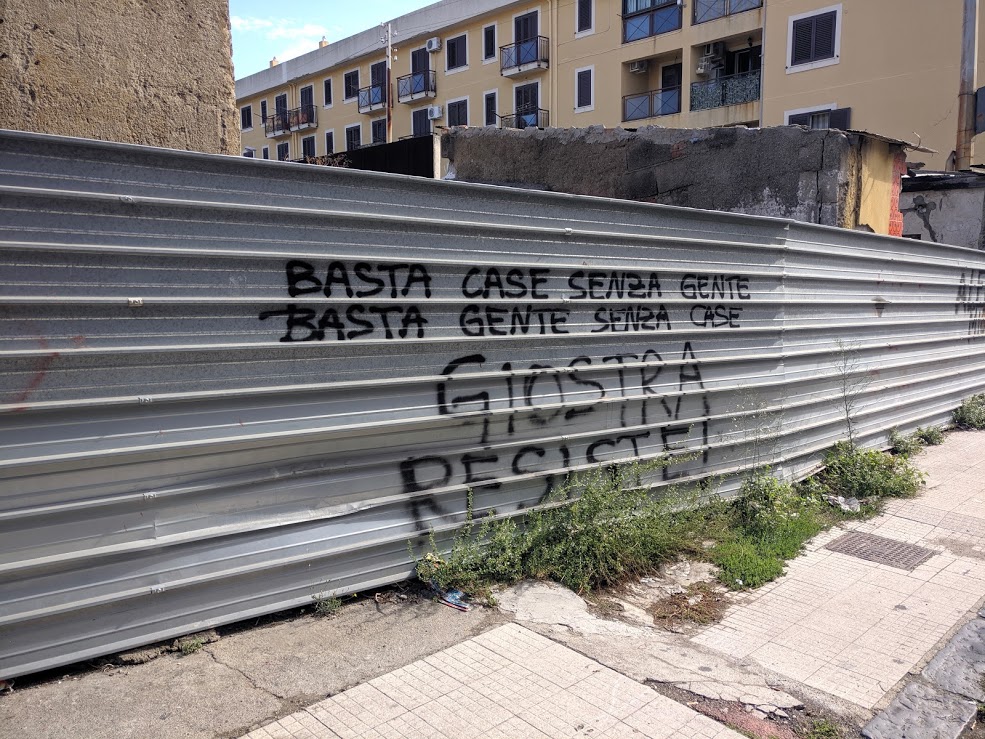 BASTA CASE SENZA GENTE
BASTA GENTE SENZA CASE
GIOSTRA
RESISTE!